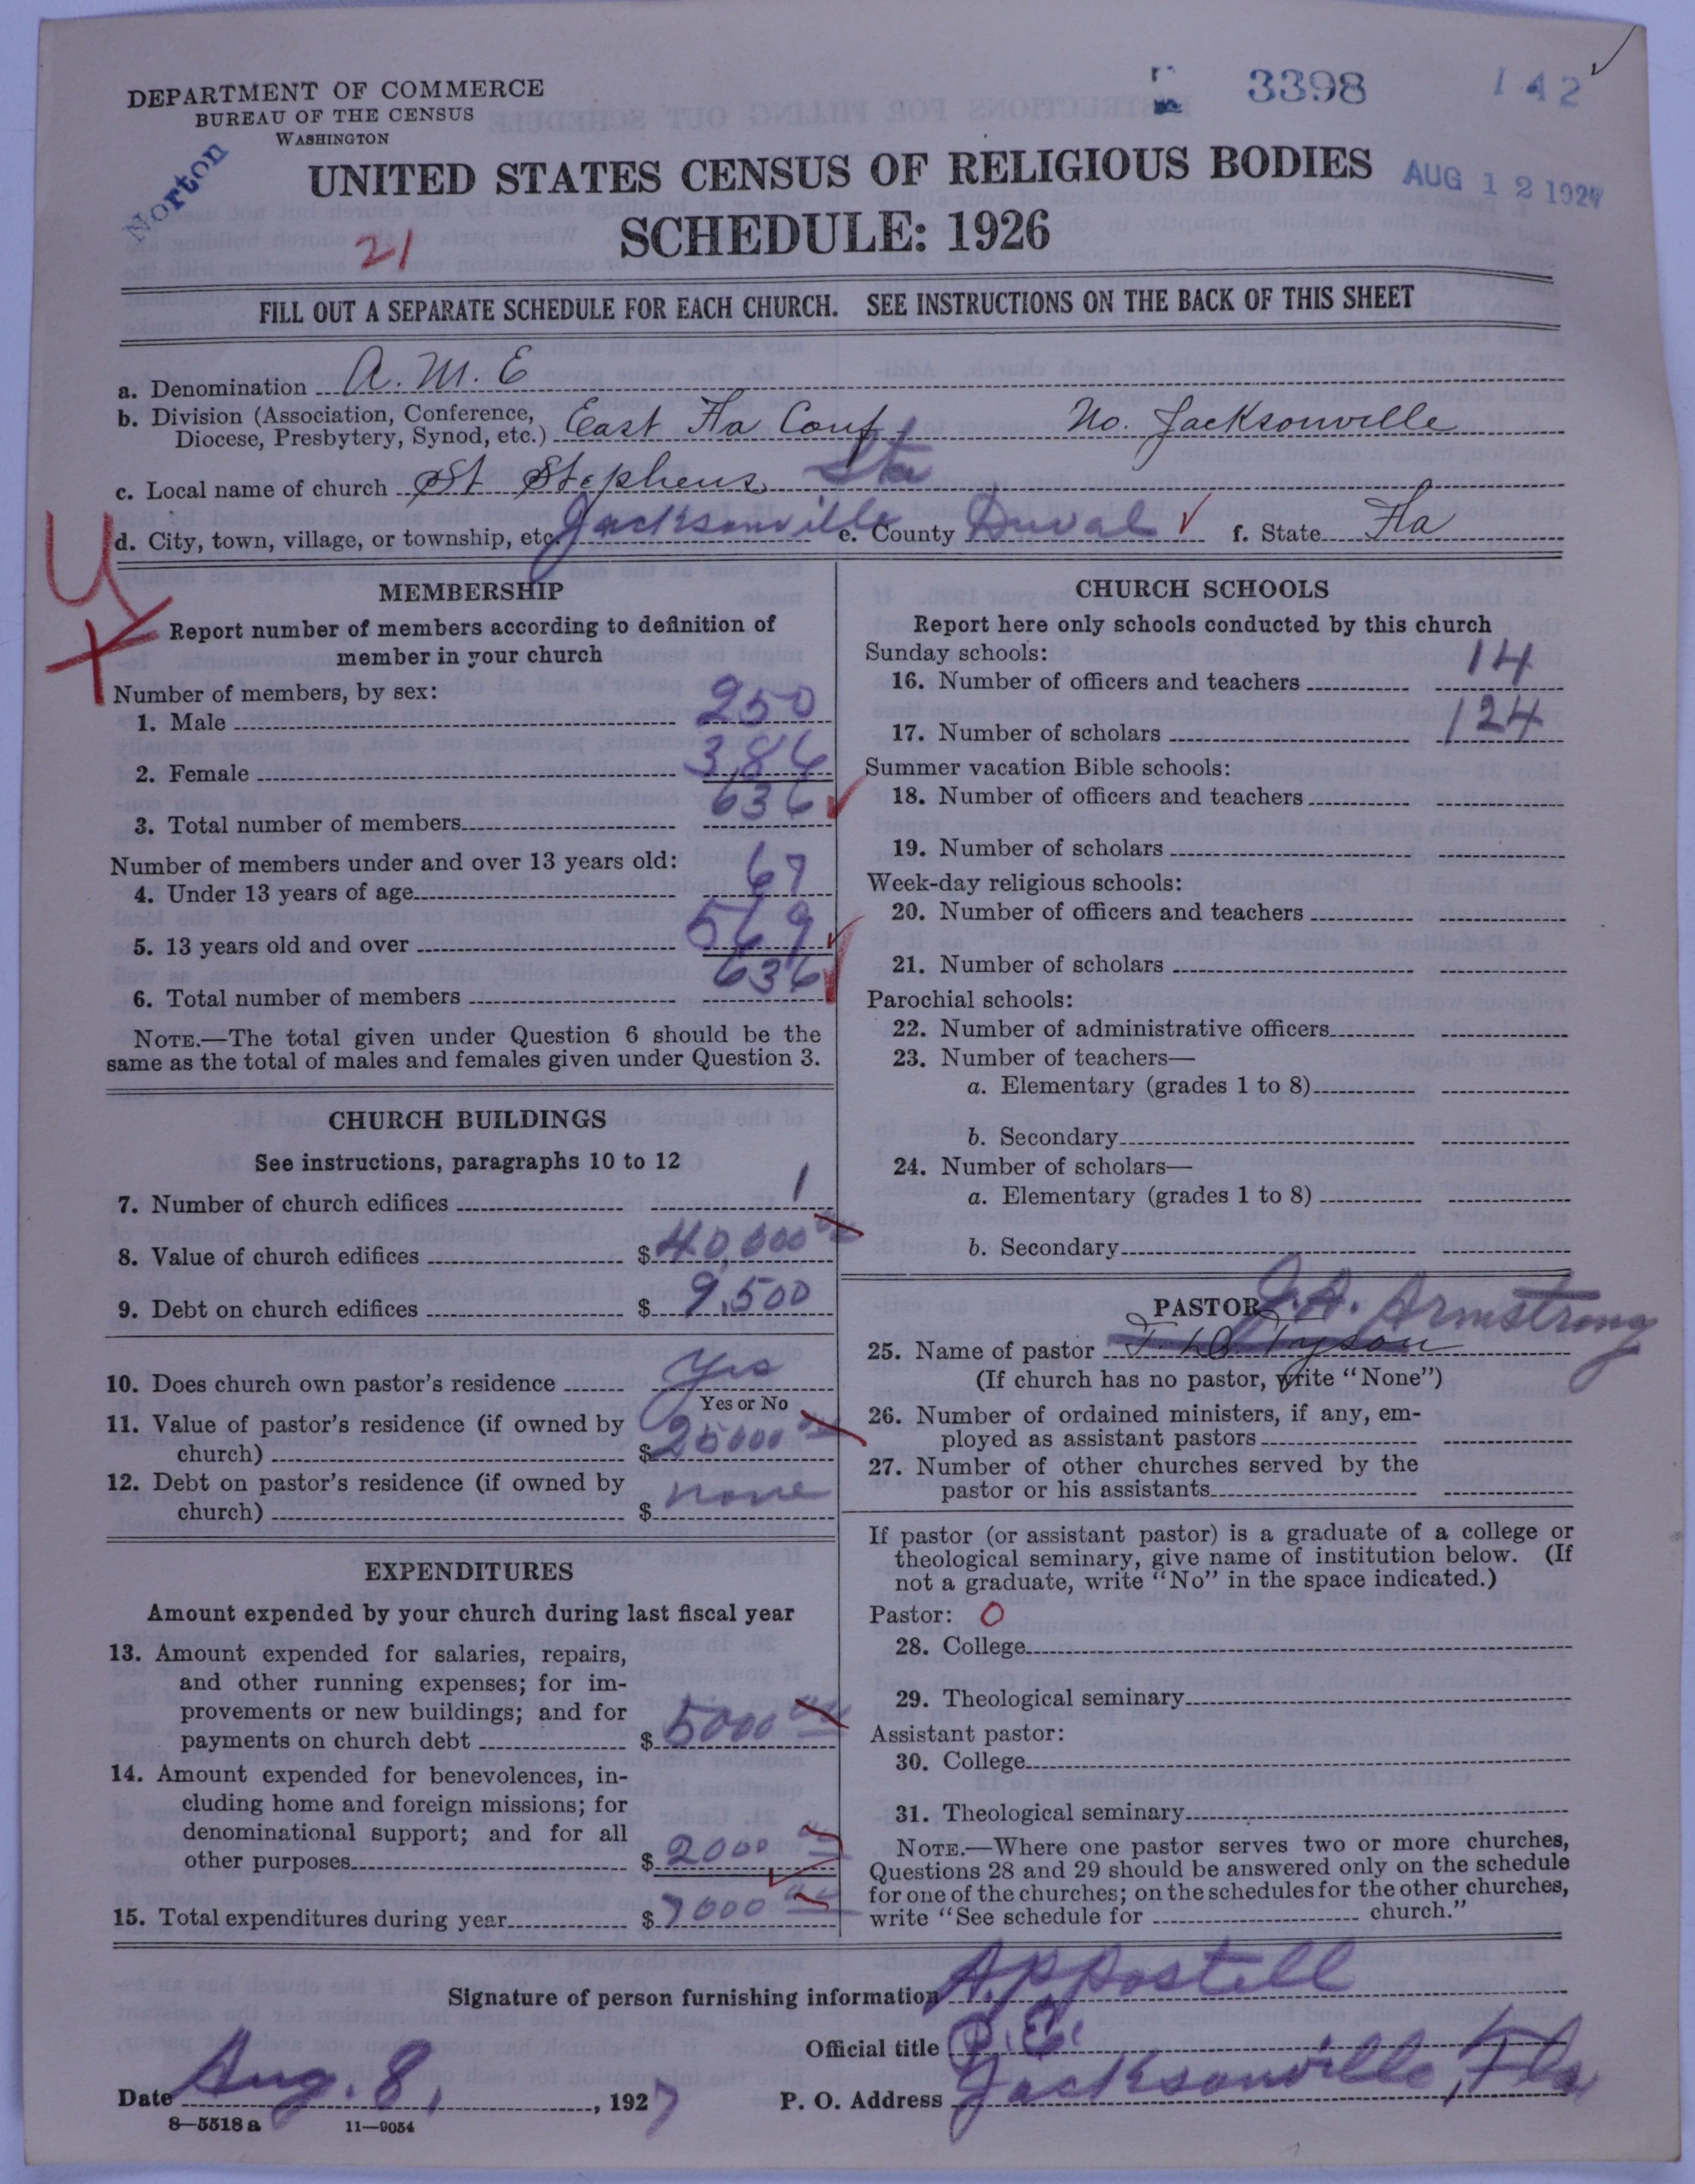 DEPARTMENT OF COMMERCE
BUREAU OF THE CENSUS
WASHINGTON
3398
142
Norton
UNITED STATES CENSUS OF RELIGIOUS BODIES
AUG 12 1927
21
SCHEDULE: 1926
FILL OUT A SEPARATE SCHEDULE FOR EACH CHURCH. SEE INSTRUCTIONS ON THE BACK OF THIS SHEET
a. Denomination A. M. E
b. Division (Association, Conference,
Diocese, Presbytery, Synod, etc.) East Fla Conf. No. Jacksonville
c. Local name of church St Stephens Sta
d. City, town, village, or township, etc. Jacksonville e. County Duval f. State Fla
MEMBERSHIP
Report number of members according to definition of
member in your church
Number of members, by sex:
1. Male 250
2. Female 386
3. Total number of members 636
Number of members under and over 13 years old:
4. Under 13 years of age 67
5. 13 years old and over 569
6. Total number of members 636
NOTE.—The total given under Question 6 should be the
same as the total of males and females given under Question 3.
CHURCH BUILDINGS
See instructions, paragraphs 10 to 12
7. Number of church edifices 1
8. Value of church edifices $40,000 00
9. Debt on church edifices $ 9,500
10. Does church own pastor's residence Yes
Yes or No
11. Value of pastor's residence (if owned by
church) $25000 00
12. Debt on pastor's residence (if owned by
church) $ none
EXPENDITURES
Amount expended by your church during last fiscal year
13. Amount expended for salaries, repairs,
and other running expenses; for im-
provements or new buildings; and for
payments on church debt $ 5000 00
14. Amount expended for benevolences, in-
cluding home and foreign missions; for
denominational support; and for all
other purposes $ 2000 00
15. Total expenditures during year $ 7000 00
CHURCH SCHOOLS
Report here only schools conducted by this church
Sunday schools:
16. Number of officers and teachers 14
17. Number of scholars 124
Summer vacation Bible schools:
18. Number of officers and teachers
19. Number of scholars
Week-day religious schools:
20. Number of officers and teachers
21. Number of scholars
Parochial schools:
22. Number of administrative officers
23. Number of teachers—
a. Elementary (grades 1 to 8)
b. Secondary
24. Number of scholars—
a. Elementary (grades 1 to 8)
b. Secondary
PASTOR J. A. Armstrong
25. Name of pastor Tyson
(If church has no pastor, write "None")
26. Number of ordained ministers, if any, em-
ployed as assistant pastors
27. Number of other churches served by the
pastor or his assistants
If pastor (or assistant pastor) is a graduate of a college or
theological seminary, give name of institution below. (If
not a graduate, write "No" in the space indicated.)
Pastor: O
28. College
29. Theological seminary
Assistant pastor:
30. College
31. Theological seminary
NOTE.—Where one pastor serves two or more churches,
Questions 28 and 29 should be answered only on the schedule
for one of the churches; on the schedules for the other churches,
write "See schedule for church."
Signature of person furnishing information A. P. Postell
Official title P. E.
Date Aug. 8, 1927 P. O. Address Jacksonville, Fla
8—5518 a 11—9054